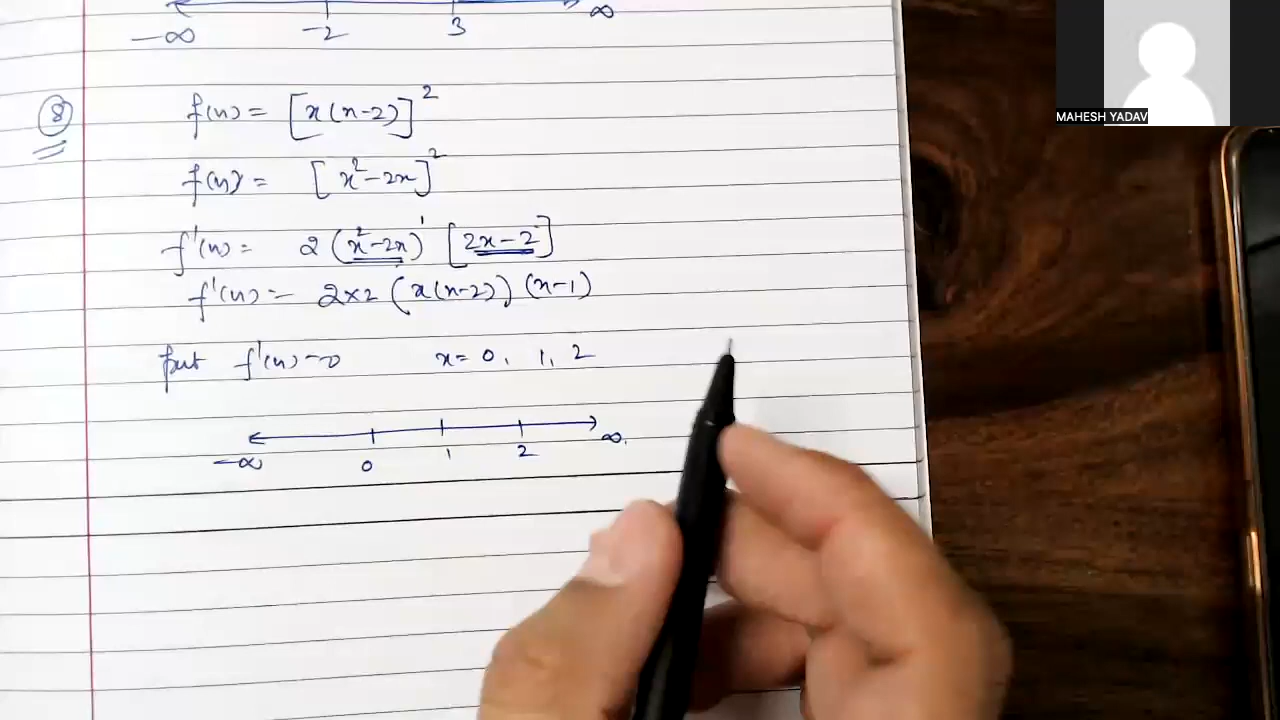 -∞ -2 3 ∞
MAHESH YADAV
8 f(x) = [x(x-2)]²
f(x) = [x²-2x]²
f'(x) = 2(x²-2x)¹ [2x-2]
f'(x) = 2×2 (x(x-2)) (x-1)
put f'(x)=0 x= 0, 1, 2
-∞ 0 1 2 ∞.